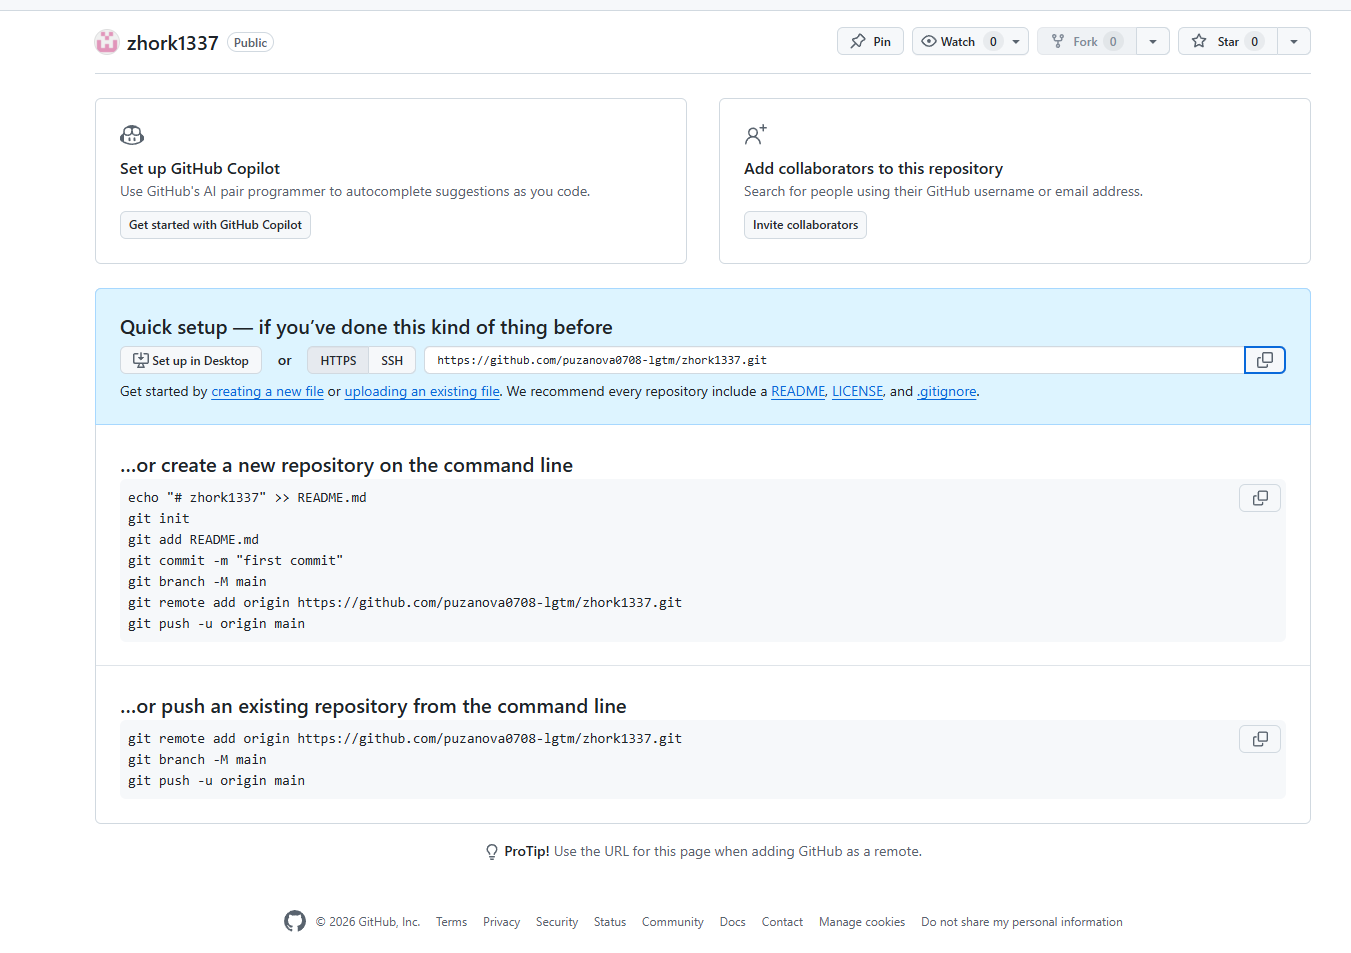 zhork1337 Public
Pin Watch 0 Fork 0 Star 0
Set up GitHub Copilot
Use GitHub's AI pair programmer to autocomplete suggestions as you code.
Get started with GitHub Copilot
Add collaborators to this repository
Search for people using their GitHub username or email address.
Invite collaborators
Quick setup — if you’ve done this kind of thing before
Set up in Desktop or HTTPS SSH https://github.com/puzanova0708-lgtm/zhork1337.git
Get started by creating a new file or uploading an existing file. We recommend every repository include a README, LICENSE, and .gitignore.
…or create a new repository on the command line
echo "# zhork1337" >> README.md
git init
git add README.md
git commit -m "first commit"
git branch -M main
git remote add origin https://github.com/puzanova0708-lgtm/zhork1337.git
git push -u origin main
…or push an existing repository from the command line
git remote add origin https://github.com/puzanova0708-lgtm/zhork1337.git
git branch -M main
git push -u origin main
ProTip! Use the URL for this page when adding GitHub as a remote.
© 2026 GitHub, Inc. Terms Privacy Security Status Community Docs Contact Manage cookies Do not share my personal information